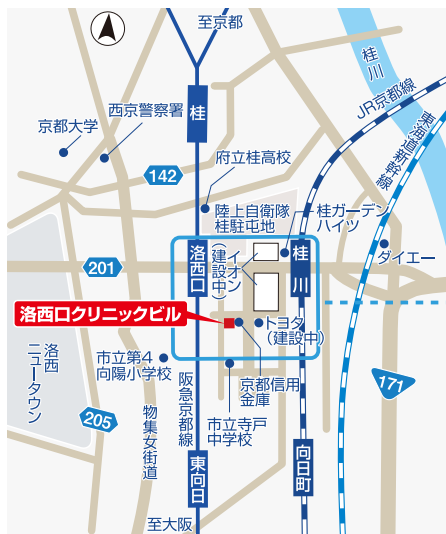 至京都
桂
桂
川
JR京都線
東海道新幹線
西京警察署
京都大学
142
府立桂高校
陸上自衛隊
桂駐屯地
桂ガーデン
ハイツ
ダイエー
201
洛西口
イオン
（建設中）
桂川
洛西口クリニックビル
トヨタ
（建設中）
京都信用
金庫
市立第4
向陽小学校
洛西
ニュータウン
205
物集女街道
阪急京都線
市立寺戸
中学校
171
東向日
向日町
至大阪